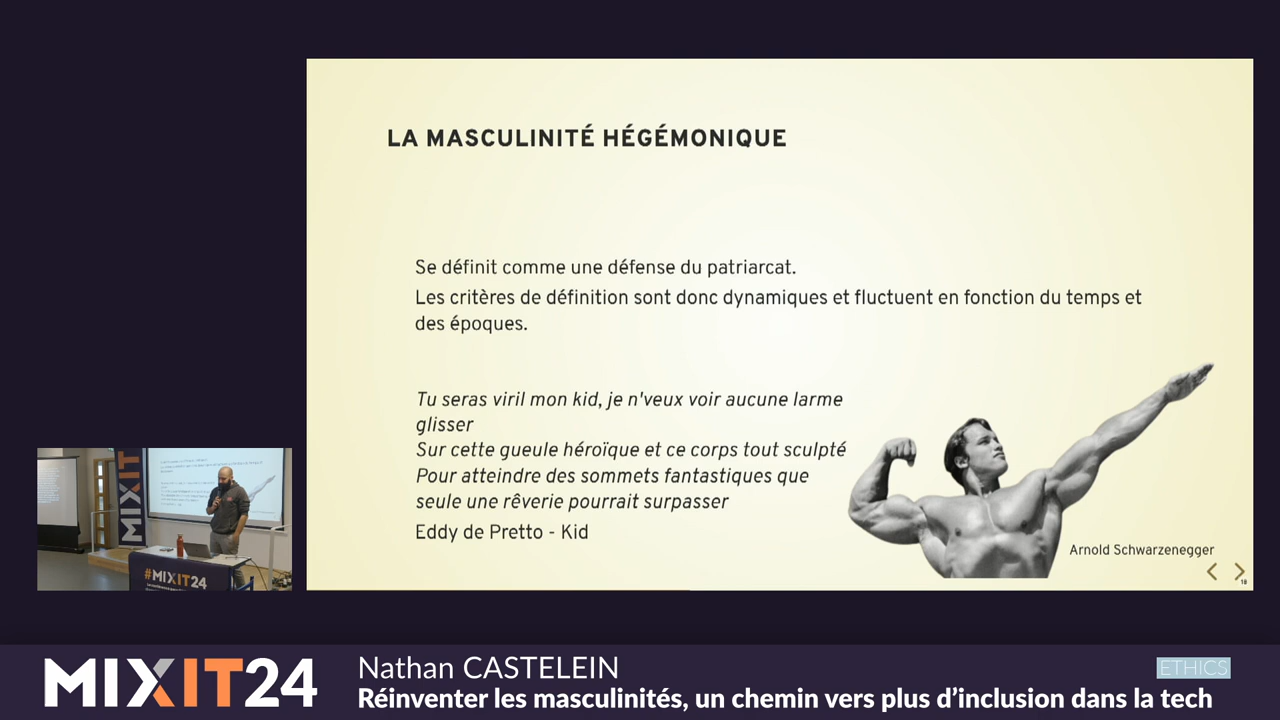 LA MASCULINITÉ HÉGÉMONIQUE
Se définit comme une défense du patriarcat.
Les critères de définition sont donc dynamiques et fluctuent en fonction du temps et
des époques.
Tu seras viril mon kid, je n'veux voir aucune larme
glisser
Sur cette gueule héroïque et ce corps tout sculpté
Pour atteindre des sommets fantastiques que
seule une rêverie pourrait surpasser
Eddy de Pretto - Kid
Arnold Schwarzenegger
18
MIXIT
#MIXIT24
MIXIT24
Nathan CASTELEIN
ETHICS
Réinventer les masculinités, un chemin vers plus d'inclusion dans la tech